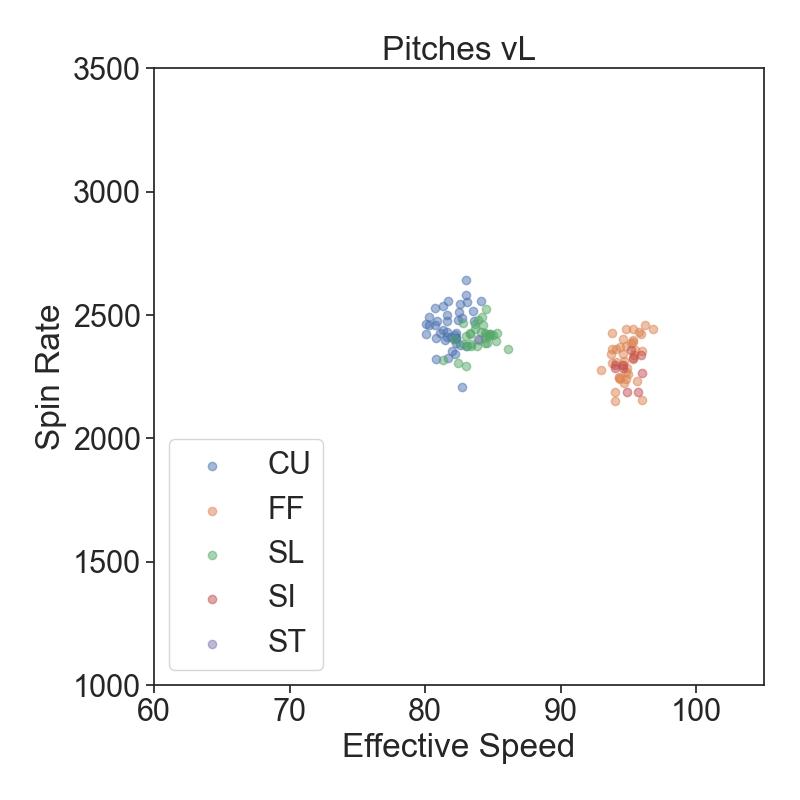 Pitches vL
3500
3000
2500
2000
1500
1000
Spin Rate
CU
FF
SL
SI
ST
60 70 80 90 100
Effective Speed